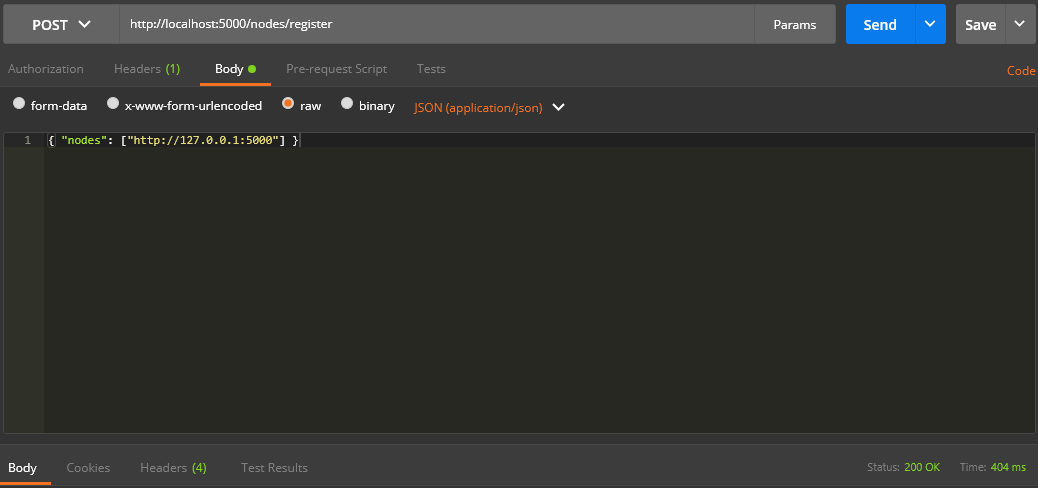 POST http://localhost:5000/nodes/register Params Send Save
Authorization Headers (1) Body Pre-request Script Tests Code
form-data x-www-form-urlencoded raw binary JSON (application/json)
1 { "nodes": ["http://127.0.0.1:5000"] }
Body Cookies Headers (4) Test Results Status: 200 OK Time: 404 ms